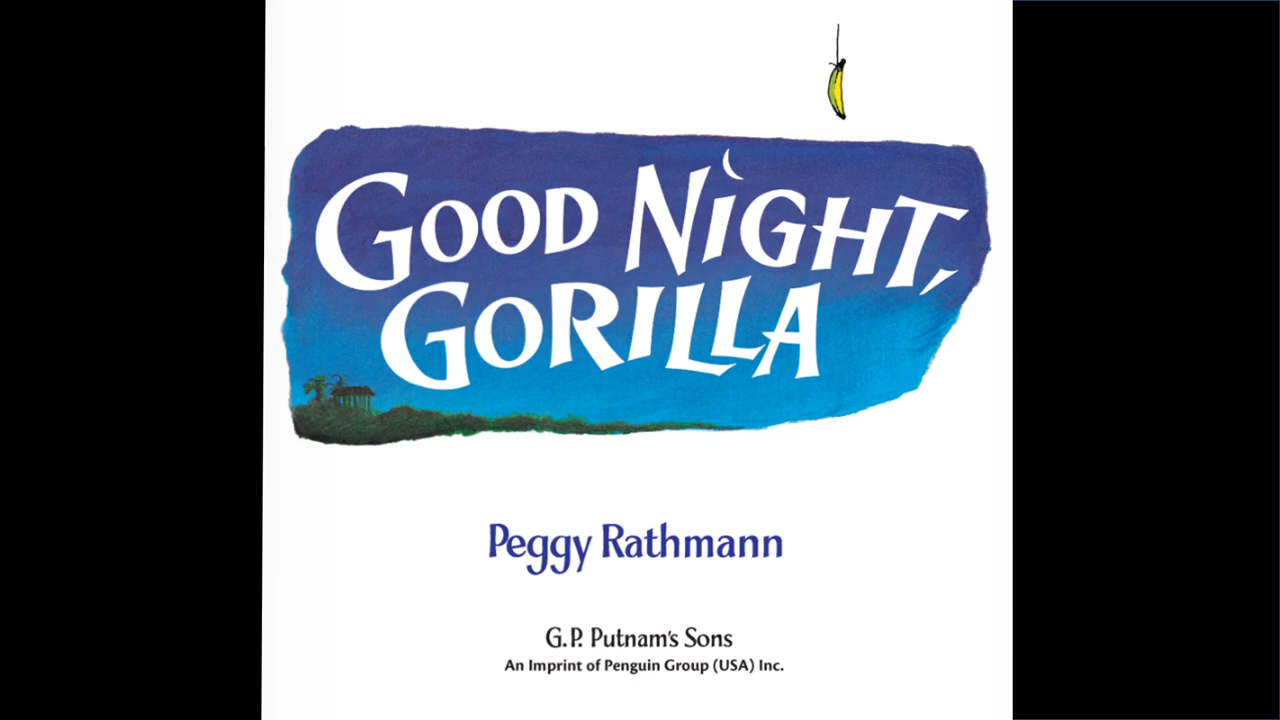 GOOD NIGHT,
GORILLA
Peggy Rathmann
G. P. Putnam's Sons
An Imprint of Penguin Group (USA) Inc.